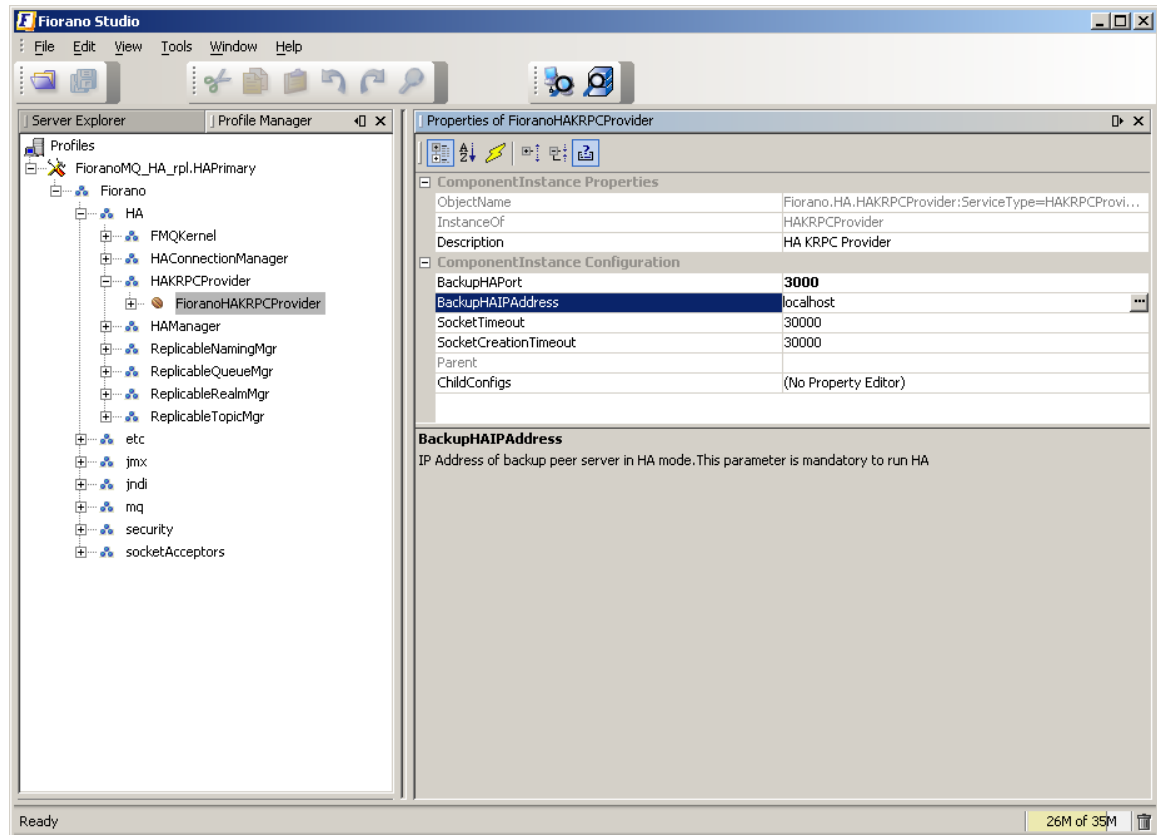 Fiorano Studio
File Edit View Tools Window Help
Server Explorer Profile Manager
Profiles
FioranoMQ_HA_rpl.HAPrimary
Fiorano
HA
FMQKernel
HAConnectionManager
HAKRPCProvider
FioranoHAKRPCProvider
HAManager
ReplicableNamingMgr
ReplicableQueueMgr
ReplicableRealmMgr
ReplicableTopicMgr
etc
jmx
jndi
mq
security
socketAcceptors
Properties of FioranoHAKRPCProvider
ComponentInstance Properties
ObjectName Fiorano.HA.HAKRPCProvider:ServiceType=HAKRPCProvi...
InstanceOf HAKRPCProvider
Description HA KRPC Provider
ComponentInstance Configuration
BackupHAPort 3000
BackupHAIPAddress localhost ...
SocketTimeout 30000
SocketCreationTimeout 30000
Parent
ChildConfigs (No Property Editor)
BackupHAIPAddress
IP Address of backup peer server in HA mode.This parameter is mandatory to run HA
Ready 26M of 35M